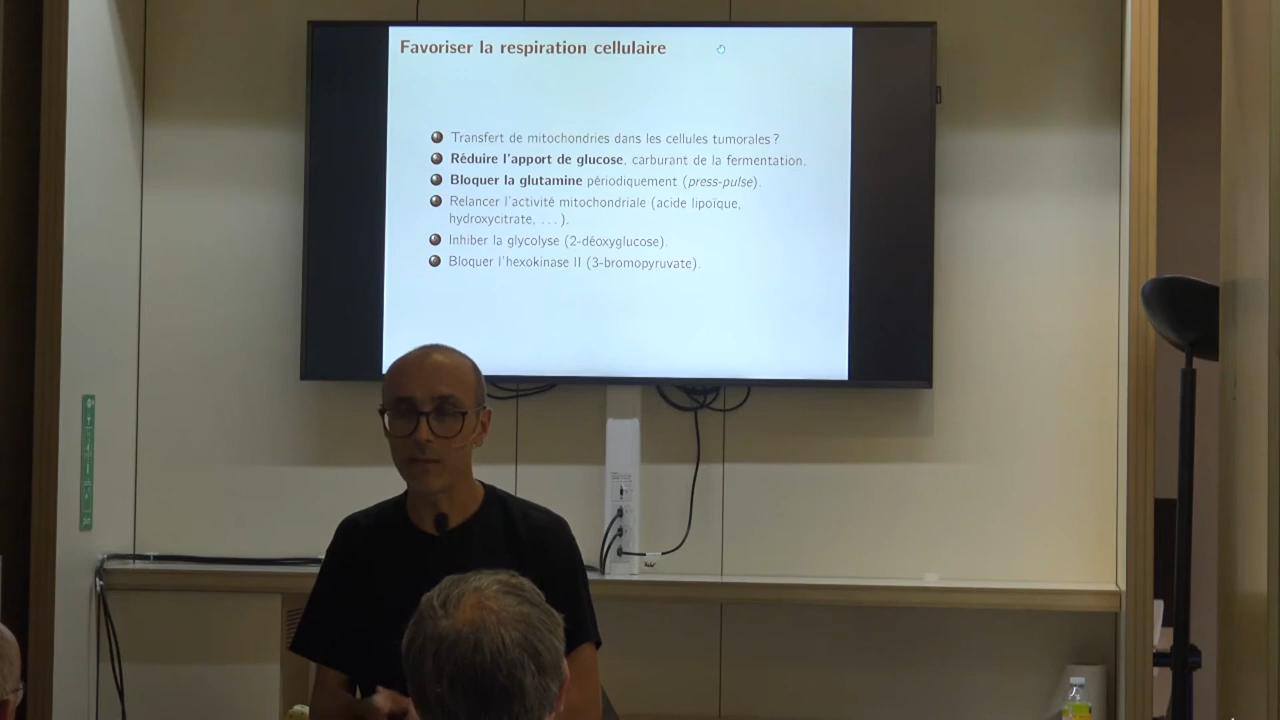 Favoriser la respiration cellulaire
Transfert de mitochondries dans les cellules tumorales ?
Réduire l'apport de glucose, carburant de la fermentation.
Bloquer la glutamine périodiquement (press-pulse).
Relancer l'activité mitochondriale (acide lipoïque,
hydroxycitrate, ...).
Inhiber la glycolyse (2-déoxyglucose).
Bloquer l'hexokinase II (3-bromopyruvate).